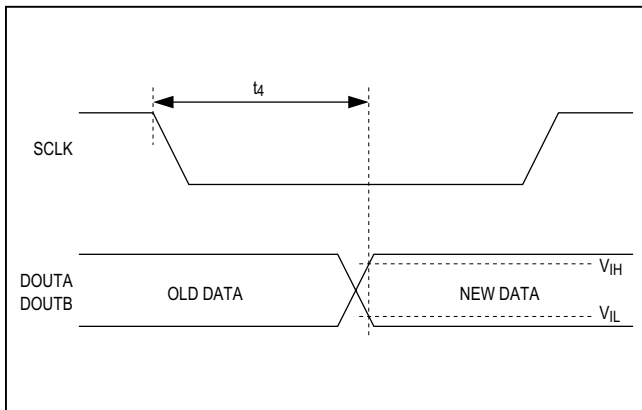 t4
SCLK
DOUTA
DOUTB
OLD DATA
NEW DATA
VIH
VIL